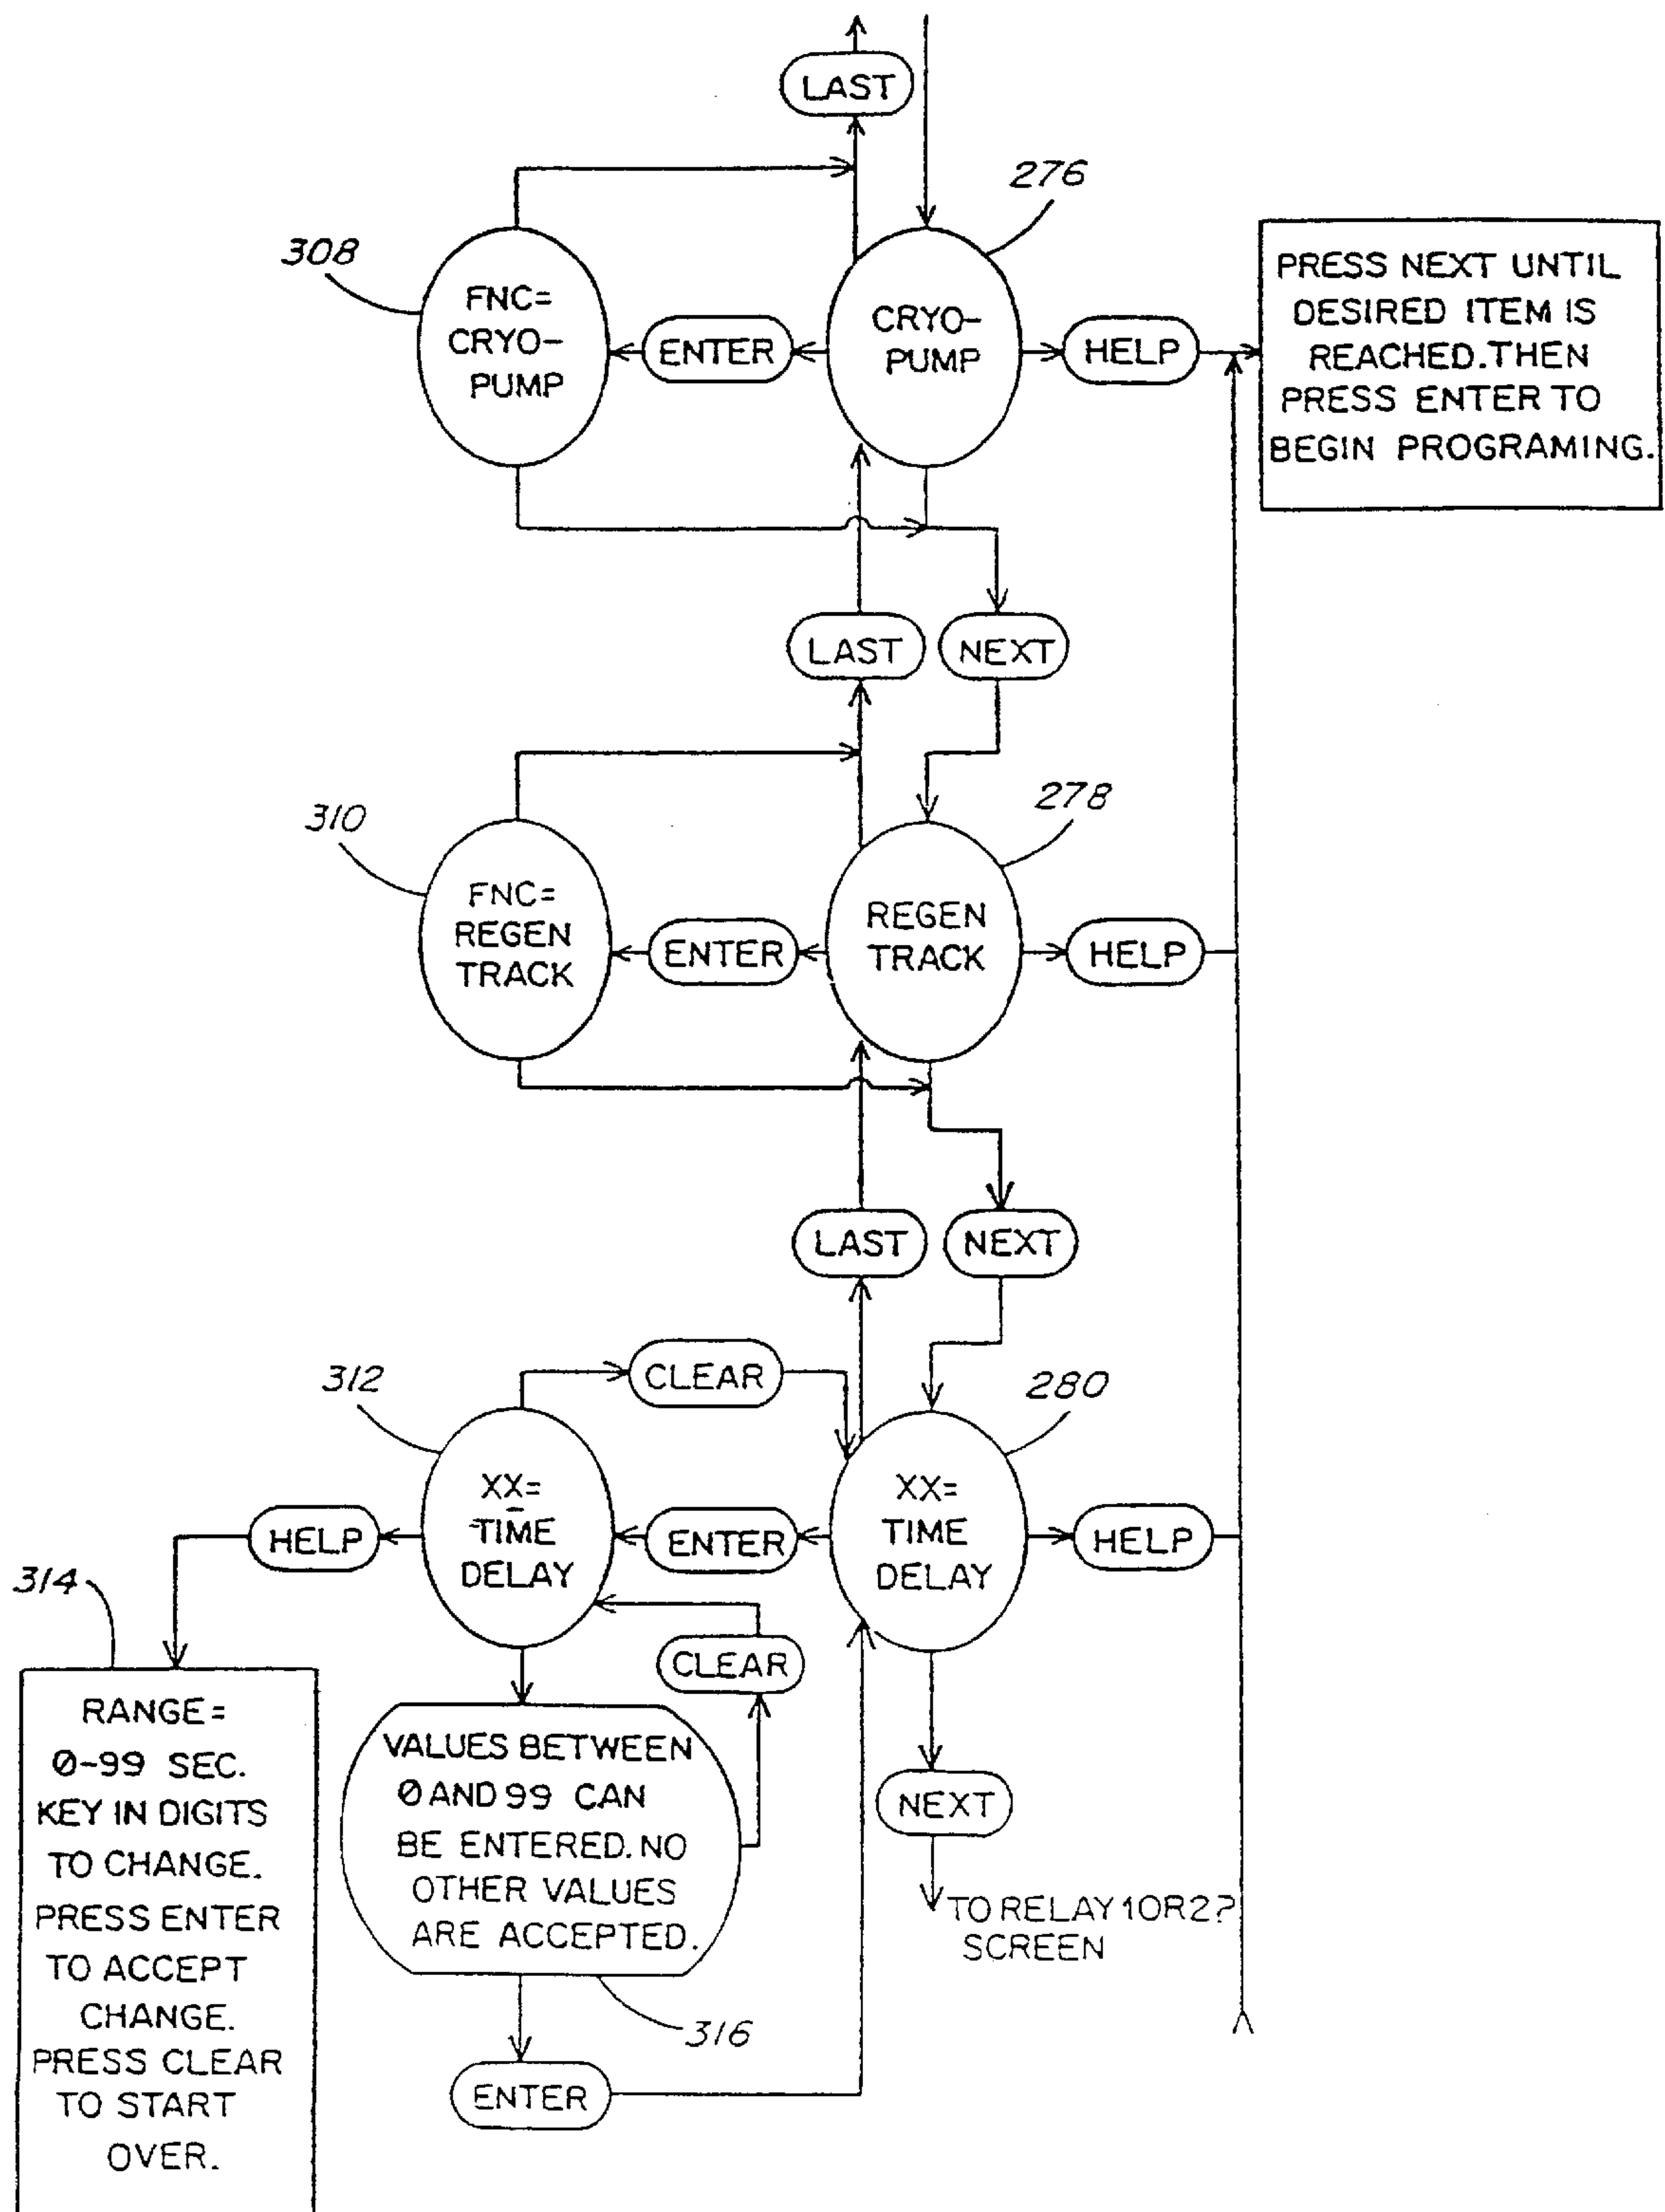 LAST
276
308
FNC=
CRYO-
PUMP
ENTER
CRYO-
PUMP
HELP
PRESS NEXT UNTIL
DESIRED ITEM IS
REACHED. THEN
PRESS ENTER TO
BEGIN PROGRAMING.
LAST
NEXT
278
310
FNC=
REGEN
TRACK
ENTER
REGEN
TRACK
HELP
LAST
NEXT
312
CLEAR
280
HELP
XX=
TIME
DELAY
ENTER
XX=
TIME
DELAY
HELP
314
CLEAR
RANGE=
0-99 SEC.
KEY IN DIGITS
TO CHANGE.
PRESS ENTER
TO ACCEPT
CHANGE.
PRESS CLEAR
TO START
OVER.
VALUES BETWEEN
0 AND 99 CAN
BE ENTERED. NO
OTHER VALUES
ARE ACCEPTED.
NEXT
TO RELAY 1 OR 2?
SCREEN
316
ENTER